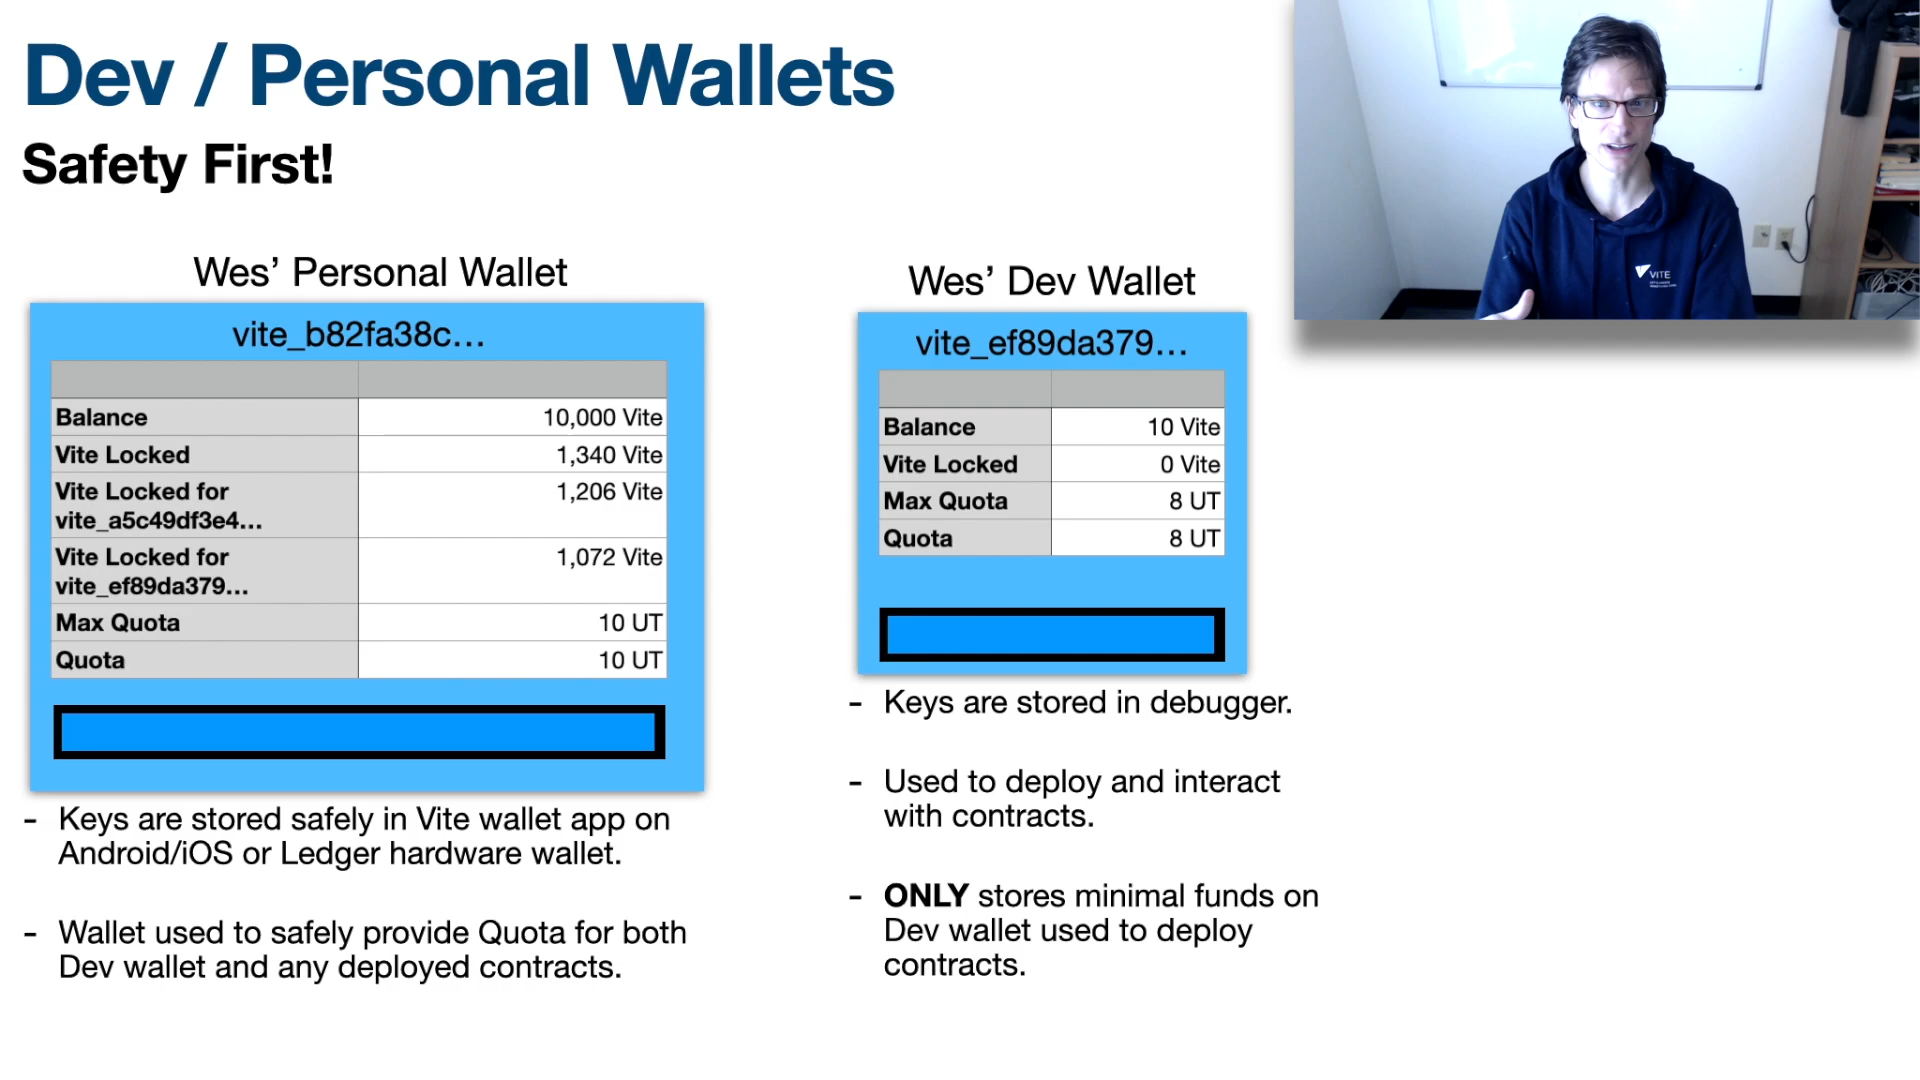 Dev / Personal Wallets
Safety First!
Wes’ Personal Wallet
vite_b82fa38c...
Balance 10,000 Vite
Vite Locked 1,340 Vite
Vite Locked for 1,206 Vite
vite_a5c49df3e4...
Vite Locked for 1,072 Vite
vite_ef89da379...
Max Quota 10 UT
Quota 10 UT
- Keys are stored safely in Vite wallet app on
Android/iOS or Ledger hardware wallet.
- Wallet used to safely provide Quota for both
Dev wallet and any deployed contracts.
Wes’ Dev Wallet
vite_ef89da379...
Balance 10 Vite
Vite Locked 0 Vite
Max Quota 8 UT
Quota 8 UT
- Keys are stored in debugger.
- Used to deploy and interact
with contracts.
- ONLY stores minimal funds on
Dev wallet used to deploy
contracts.
VITE